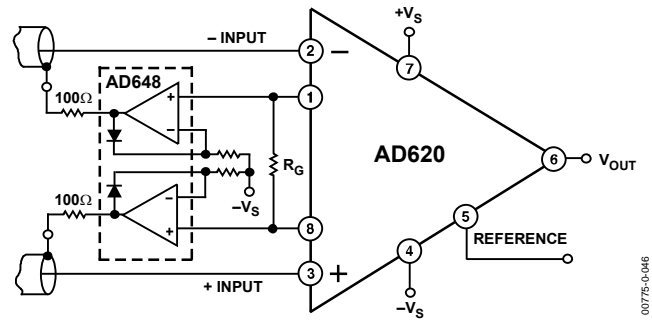 +VS
– INPUT
2
–
7
AD648
100Ω
+
–
1
RG
AD620
6
VOUT
–VS
100Ω
–
+
8
5
REFERENCE
4
3
+
+ INPUT
–VS
00775-0-046